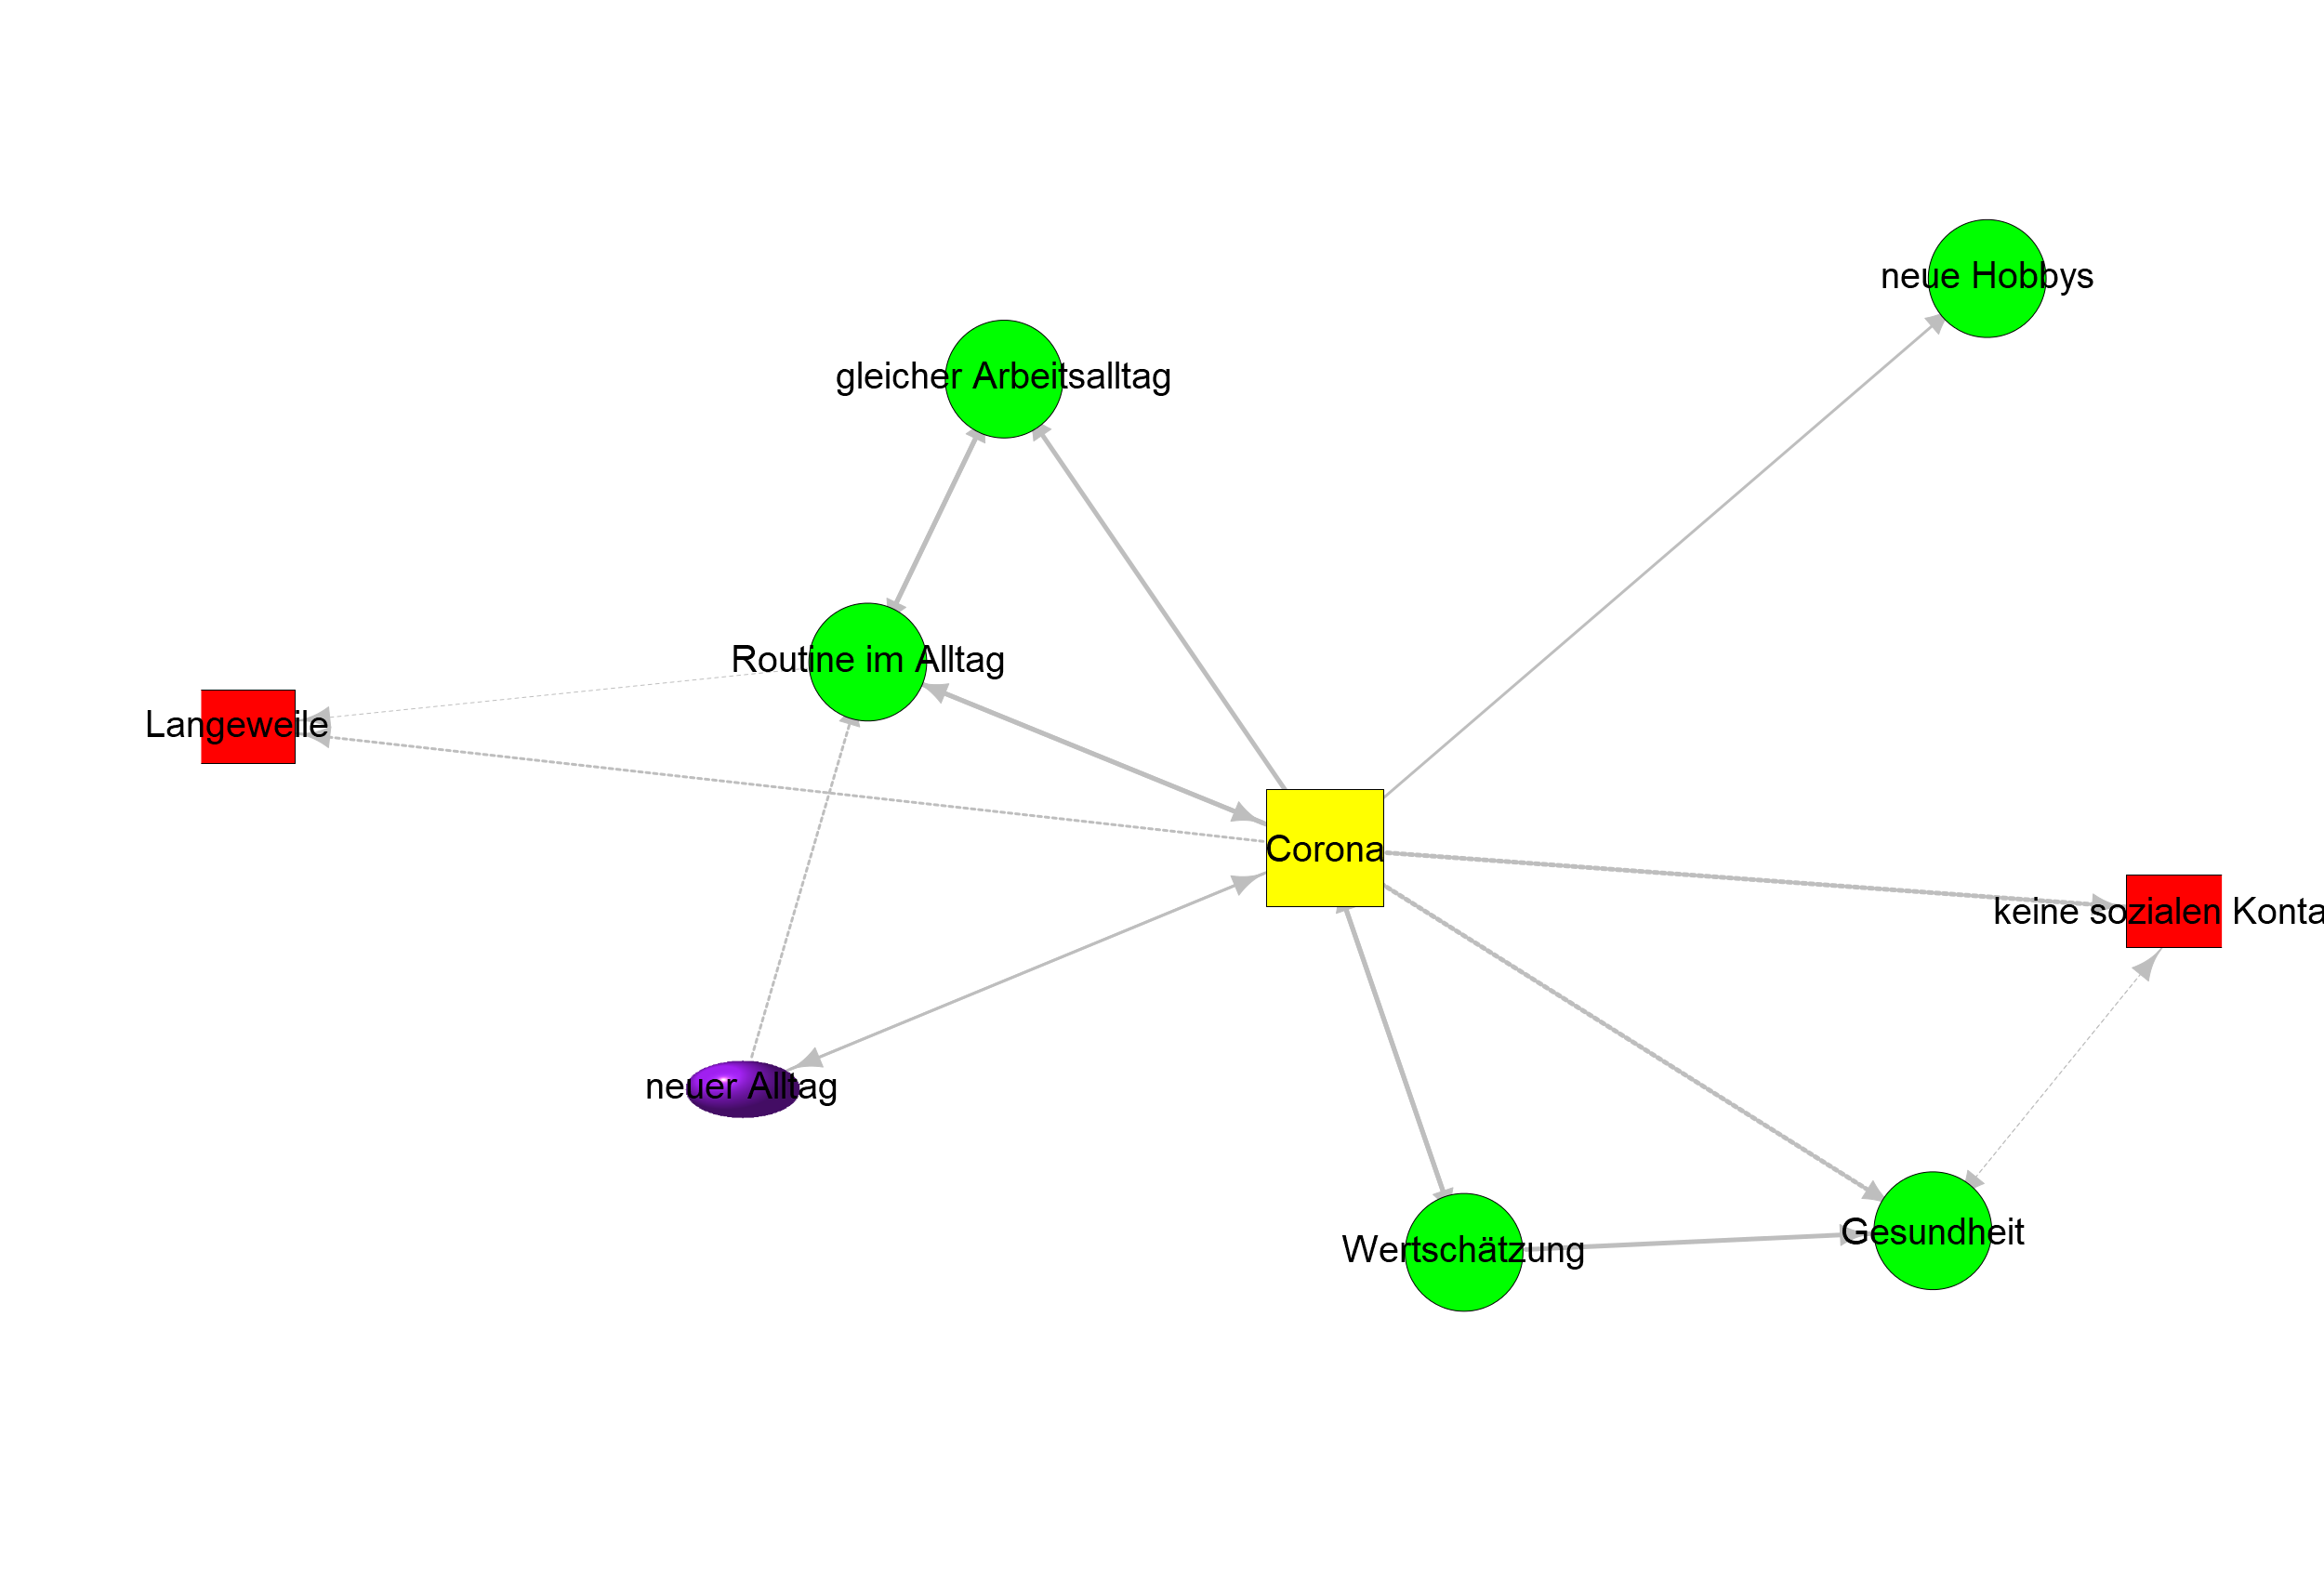 neue Hobbys
gleicher Arbeitsalltag
Routine im Alltag
Langeweile
Corona
keine sozialen Konta
neuer Alltag
Wertschätzung
Gesundheit